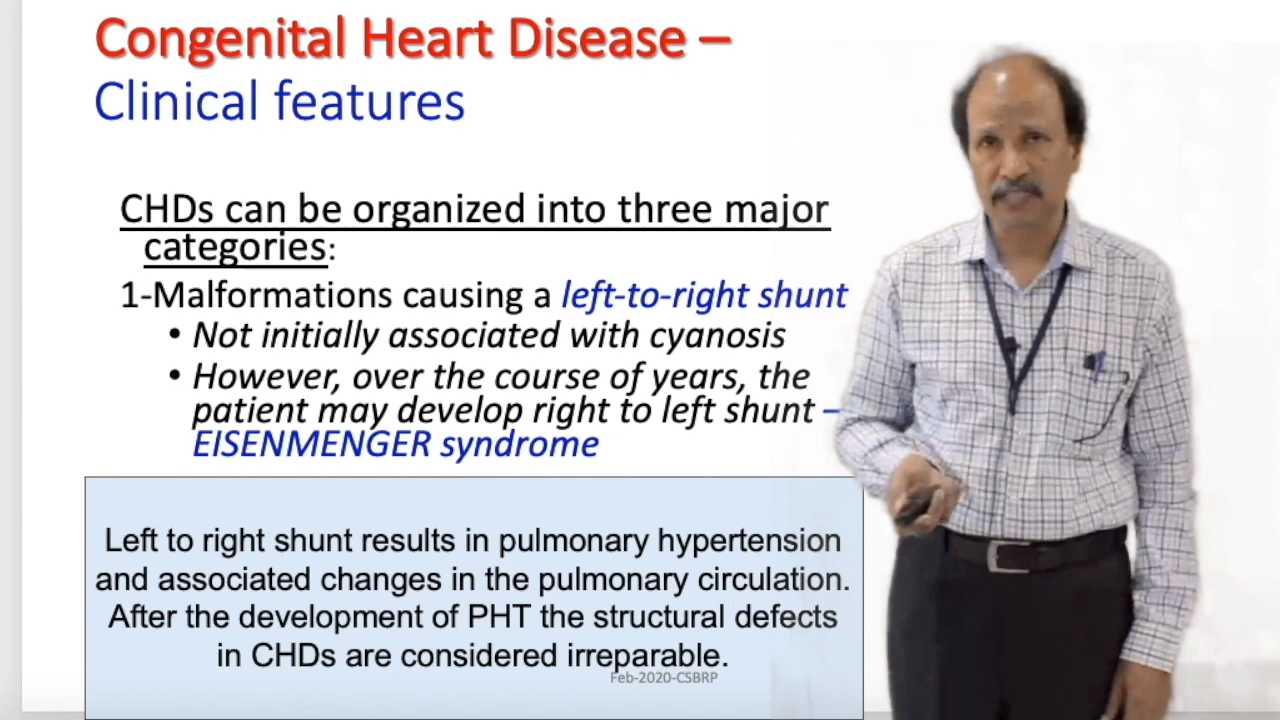 Congenital Heart Disease –
Clinical features
CHDs can be organized into three major
categories:
1-Malformations causing a left-to-right shunt
• Not initially associated with cyanosis
• However, over the course of years, the
patient may develop right to left shunt –
EISENMENGER syndrome
Left to right shunt results in pulmonary hypertension
and associated changes in the pulmonary circulation.
After the development of PHT the structural defects
in CHDs are considered irreparable.
Feb-2020-CSBRP